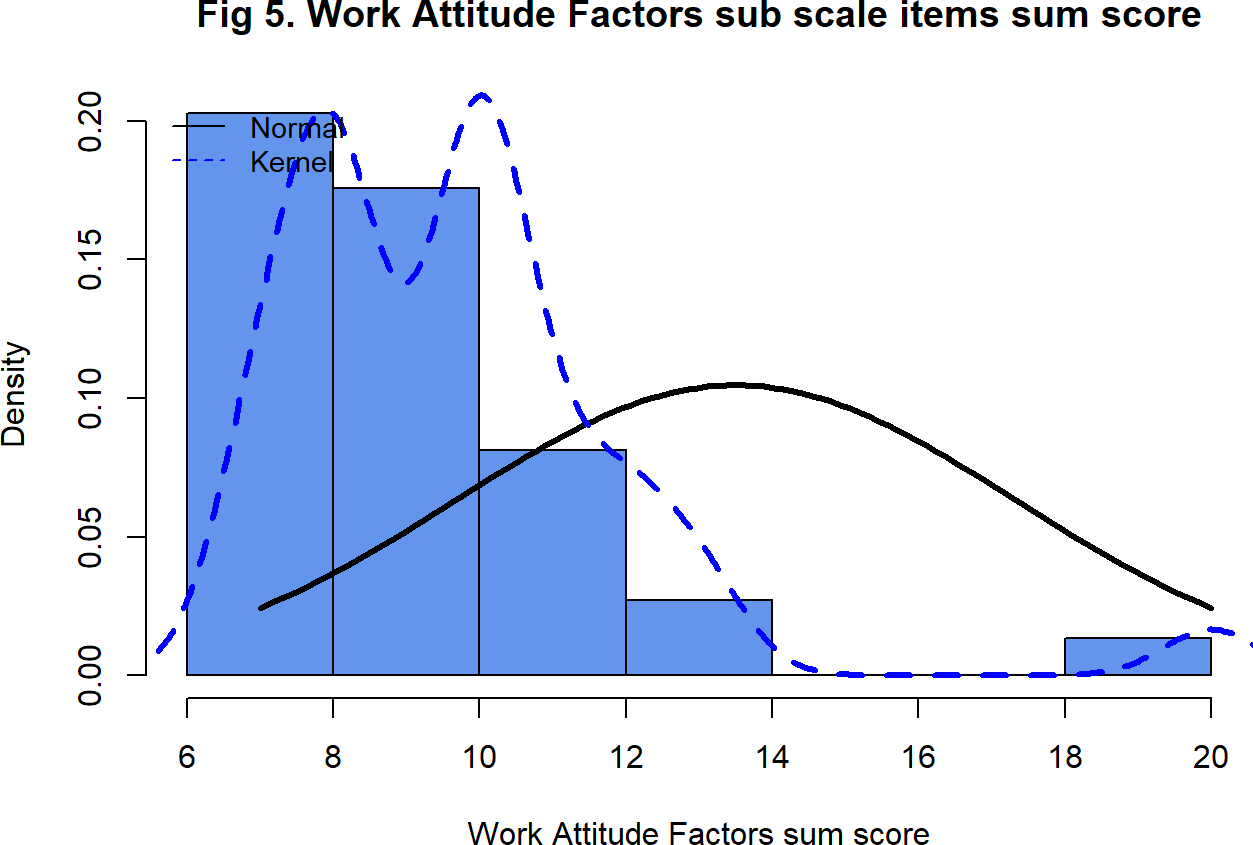 Fig 5. Work Attitude Factors sub scale items sum score
Normal
Kernel
Density
0.20
0.15
0.10
0.05
0.00
6 8 10 12 14 16 18 20
Work Attitude Factors sum score